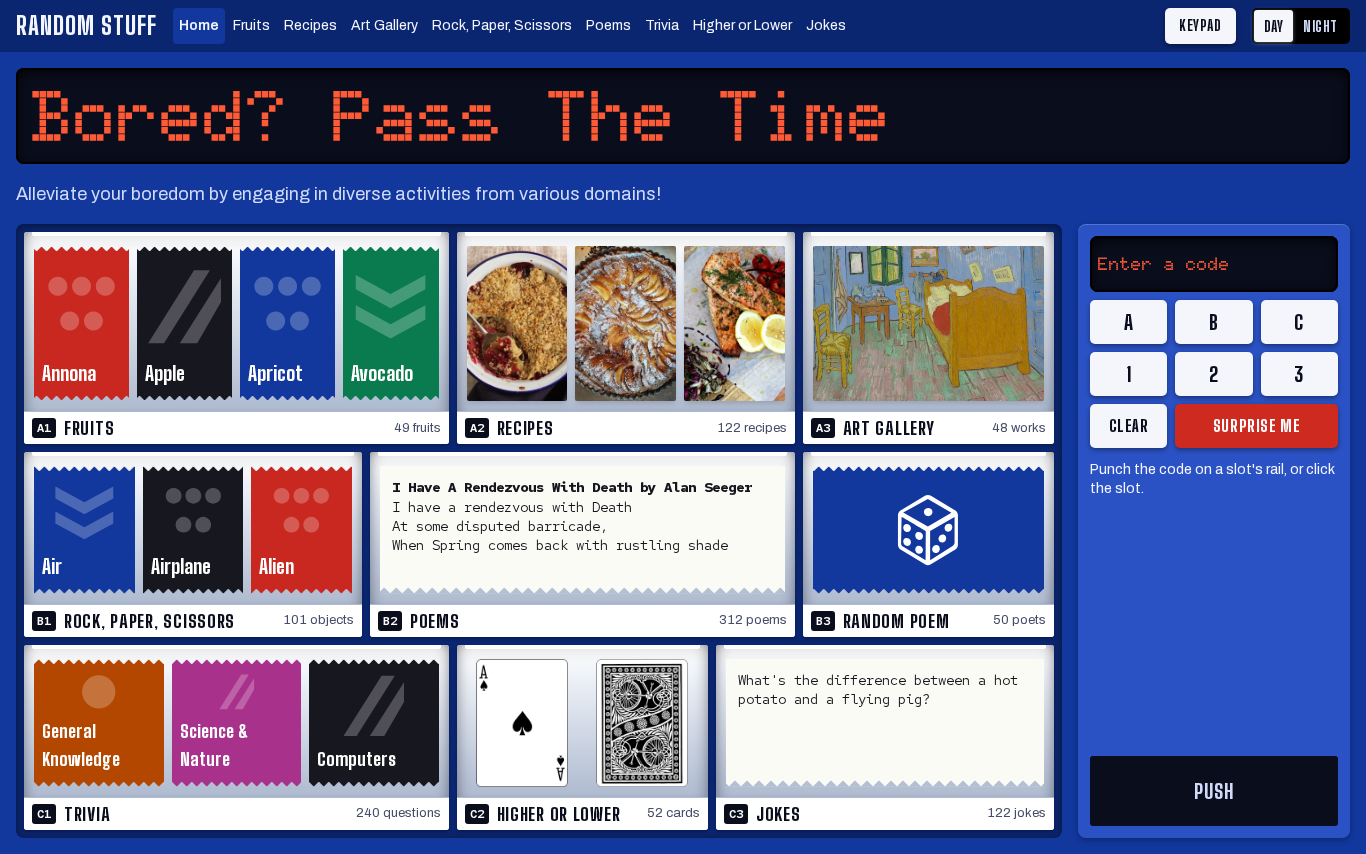 RANDOM STUFF
Home
Fruits
Recipes
Art Gallery
Rock, Paper, Scissors
Poems
Trivia
Higher or Lower
Jokes
KEYPAD
DAY
NIGHT
Bored? Pass The Time
Alleviate your boredom by engaging in diverse activities from various domains!
Annona
Apple
Apricot
Avocado
A1 FRUITS 49 fruits
A2 RECIPES 122 recipes
A3 ART GALLERY 48 works
Air
Airplane
Alien
I Have A Rendezvous With Death by Alan Seeger
I have a rendezvous with Death
At some disputed barricade,
When Spring comes back with rustling shade
B1 ROCK, PAPER, SCISSORS 101 objects
B2 POEMS 312 poems
B3 RANDOM POEM 50 poets
General
Knowledge
Science &
Nature
Computers
A
A
What's the difference between a hot
potato and a flying pig?
C1 TRIVIA 240 questions
C2 HIGHER OR LOWER 52 cards
C3 JOKES 122 jokes
Enter a code
A
B
C
1
2
3
CLEAR
SURPRISE ME
Punch the code on a slot's rail, or click
the slot.
PUSH